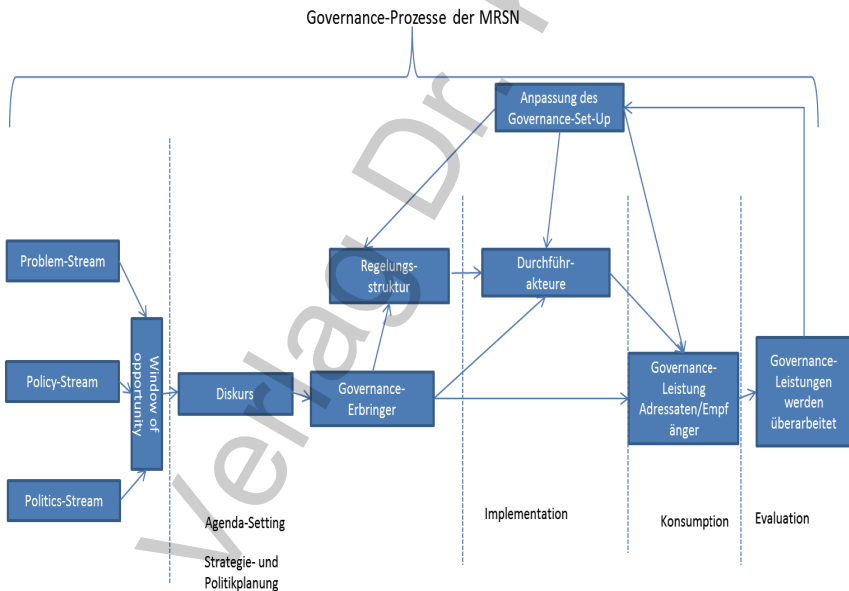 Governance-Prozesse der MRSN
Anpassung des
Governance-Set-Up
Problem-Stream
Policy-Stream
Politics-Stream
Window of
opportunity
Diskurs
Governance-
Erbringer
Regelungs-
struktur
Durchführ-
akteure
Governance-
Leistung
Adressaten/Empf
änger
Governance-
Leistungen
werden
überarbeitet
Agenda-Setting
Strategie- und
Politikplanung
Implementation
Konsumption
Evaluation
Verlag Dr.